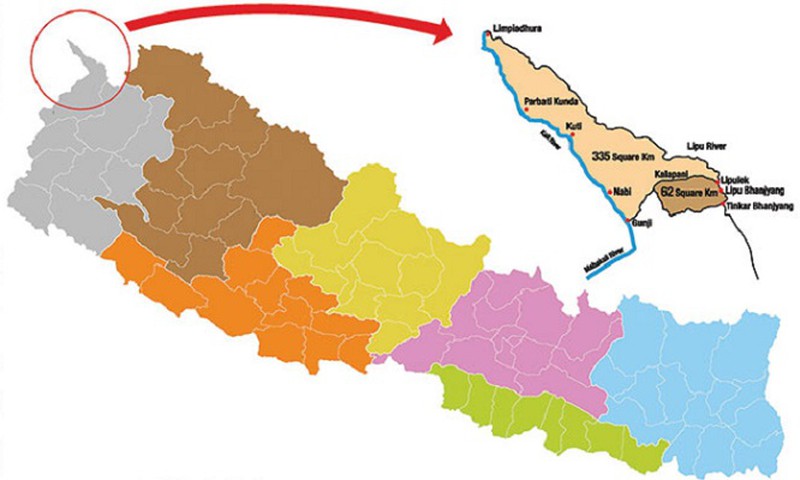 Limpiadhura
Parbati Kunda
Kuti
Kuti River
335 Square Km
Lipu River
Kalapani
Lipulek
62 Square Km
Lipu Bhanjyang
Nabi
Tinkar Bhanjyang
Gunji
Mahakali River